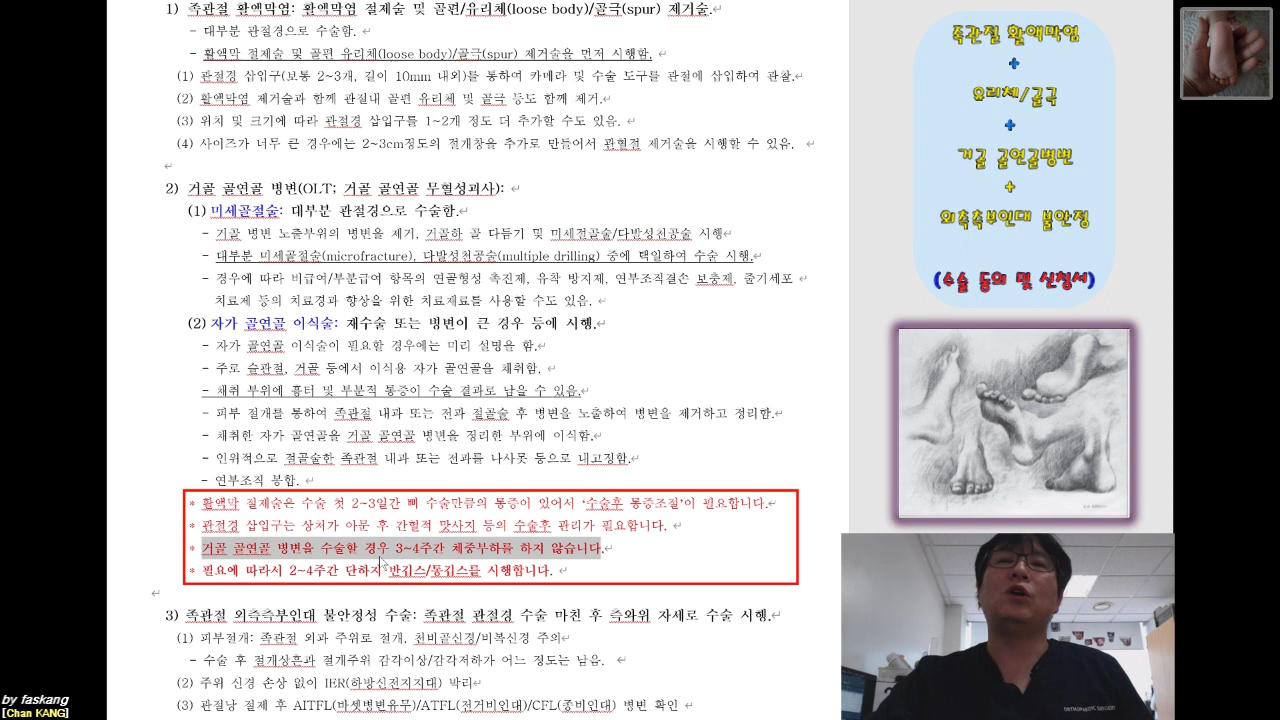 1) 족관절 활액막염: 활액막염 절제술 및 골편/유리체(loose body)/골극(spur) 제거술.
- 대부분 관절경으로 수술함.
- 활액막 절제술 및 골편 유리체(loose body)/골극(spur) 제거술을 먼저 시행함.
(1) 관절경 삽입구(보통 2~3개, 길이 10mm 내외)를 통하여 카메라 및 수술 도구를 관절에 삽입하여 관찰.
(2) 활액막염 제거술과 함께 관절내 골편 유리체 및 골극 등도 함께 제거.
(3) 위치 및 크기에 따라 관절경 삽입구를 1~2개 정도 더 추가할 수도 있음.
(4) 사이즈가 너무 큰 경우에는 2~3cm정도의 절개창을 추가로 만들어서 관혈적 제거술을 시행할 수 있음.
2) 거골 골연골 병변(OLT; 거골 골연골 무혈성괴사):
(1) 미세골절술: 대부분 관절경으로 수술함.
- 거골 병변 노출부위의 병변을 제거, 거골하 골 다듬기 및 미세천골술/다발성천공술 시행
- 대부분 미세골절술(microfracture), 다발성천공술(multiple drilling) 중에 택일하여 수술 시행.
- 경우에 따라 비급여/부분급여 항목의 연골형성 촉진제, 유착 방지제, 연부조직결손 보충제, 줄기세포
치료제 등의 치료경과 향상을 위한 치료재료를 사용할 수도 있음.
(2) 자가 골연골 이식술: 재수술 또는 병변이 큰 경우 등에 시행.
- 자가 골연골 이식술이 필요할 경우에는 미리 설명을 함.
- 주로 슬관절, 거골 등에서 이식용 자가 골연골을 채취함.
- 채취 부위에 흉터 및 부분적 통증이 수술 결과로 남을 수 있음.
- 피부 절개를 통하여 족관절 내과 또는 전과 절골술 후 병변을 노출하여 병변을 제거하고 정리함.
- 채취한 자가 골연골을 거골 골연골 병변을 정리한 부위에 이식함.
- 인위적으로 절골술한 족관절 내과 또는 전과를 나사못 등으로 내고정함.
- 연부조직 봉합.
* 활액막 절제술은 수술 첫 2~3일간 뼈 수술만큼의 통증이 있어서 '수술후 통증조절'이 필요합니다.
* 관절경 삽입구는 상처가 아문 후 간헐적 맛사지 등의 수술후 관리가 필요합니다.
* 거골 골연골 병변을 수술할 경우 3~4주간 체중부하를 하지 않습니다.
* 필요에 따라서 2~4주간 단하지 반깁스/통깁스를 시행합니다.
3) 족관절 외측측부인대 불안정성 수술: 족관절 관절경 수술 마친 후 측와위 자세로 수술 시행.
(1) 피부절개: 족관절 외과 주위로 절개, 천비골신경/비복신경 주의
- 수술 후 절개상흔과 절개주위 감각이상/감각저하가 어느 정도는 남음.
(2) 주위 신경 손상 없이 IER(하방신전지지대) 박리
(3) 관절낭 절제 후 AITFL(바셋병변유무)/ATFL(전거비인대)/CFL(종비인대) 병변 확인
족관절 활액막염
+
유리체/골극
+
거골 골연골병변
+
외측측부인대 불안정
(수술 동의 및 신청서)
by faskang
[Chan KANG]